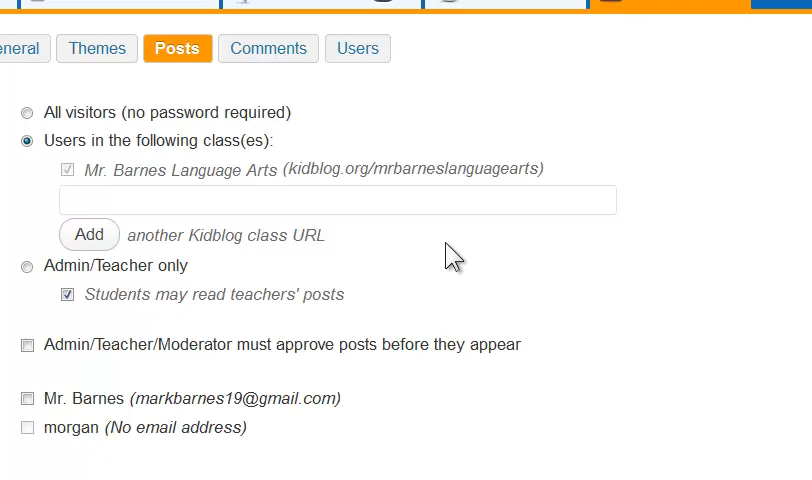 eneral Themes Posts Comments Users
All visitors (no password required)
Users in the following class(es):
Mr. Barnes Language Arts (kidblog.org/mrbarneslanguagearts)
Add another Kidblog class URL
Admin/Teacher only
Students may read teachers' posts
Admin/Teacher/Moderator must approve posts before they appear
Mr. Barnes (markbarnes19@gmail.com)
morgan (No email address)